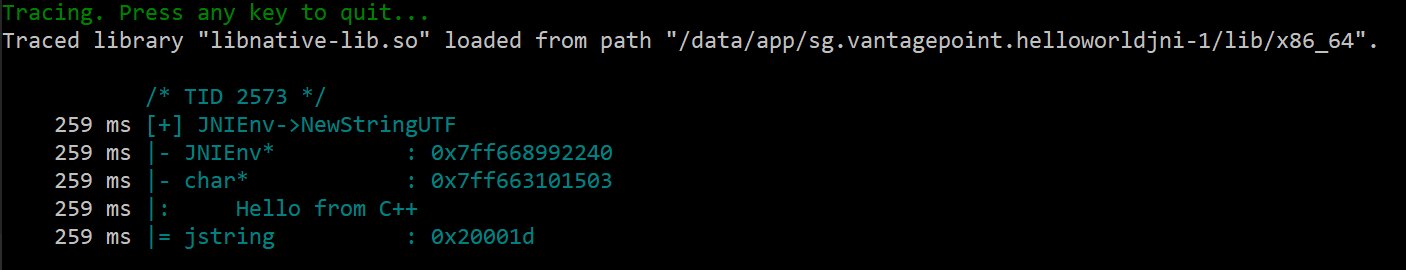 Tracing. Press any key to quit...
Traced library "libnative-lib.so" loaded from path "/data/app/sg.vantagepoint.helloworldjni-1/lib/x86_64".
/* TID 2573 */
259 ms [+] JNIEnv->NewStringUTF
259 ms |- JNIEnv* : 0x7ff668992240
259 ms |- char* : 0x7ff663101503
259 ms |: Hello from C++
259 ms |= jstring : 0x20001d